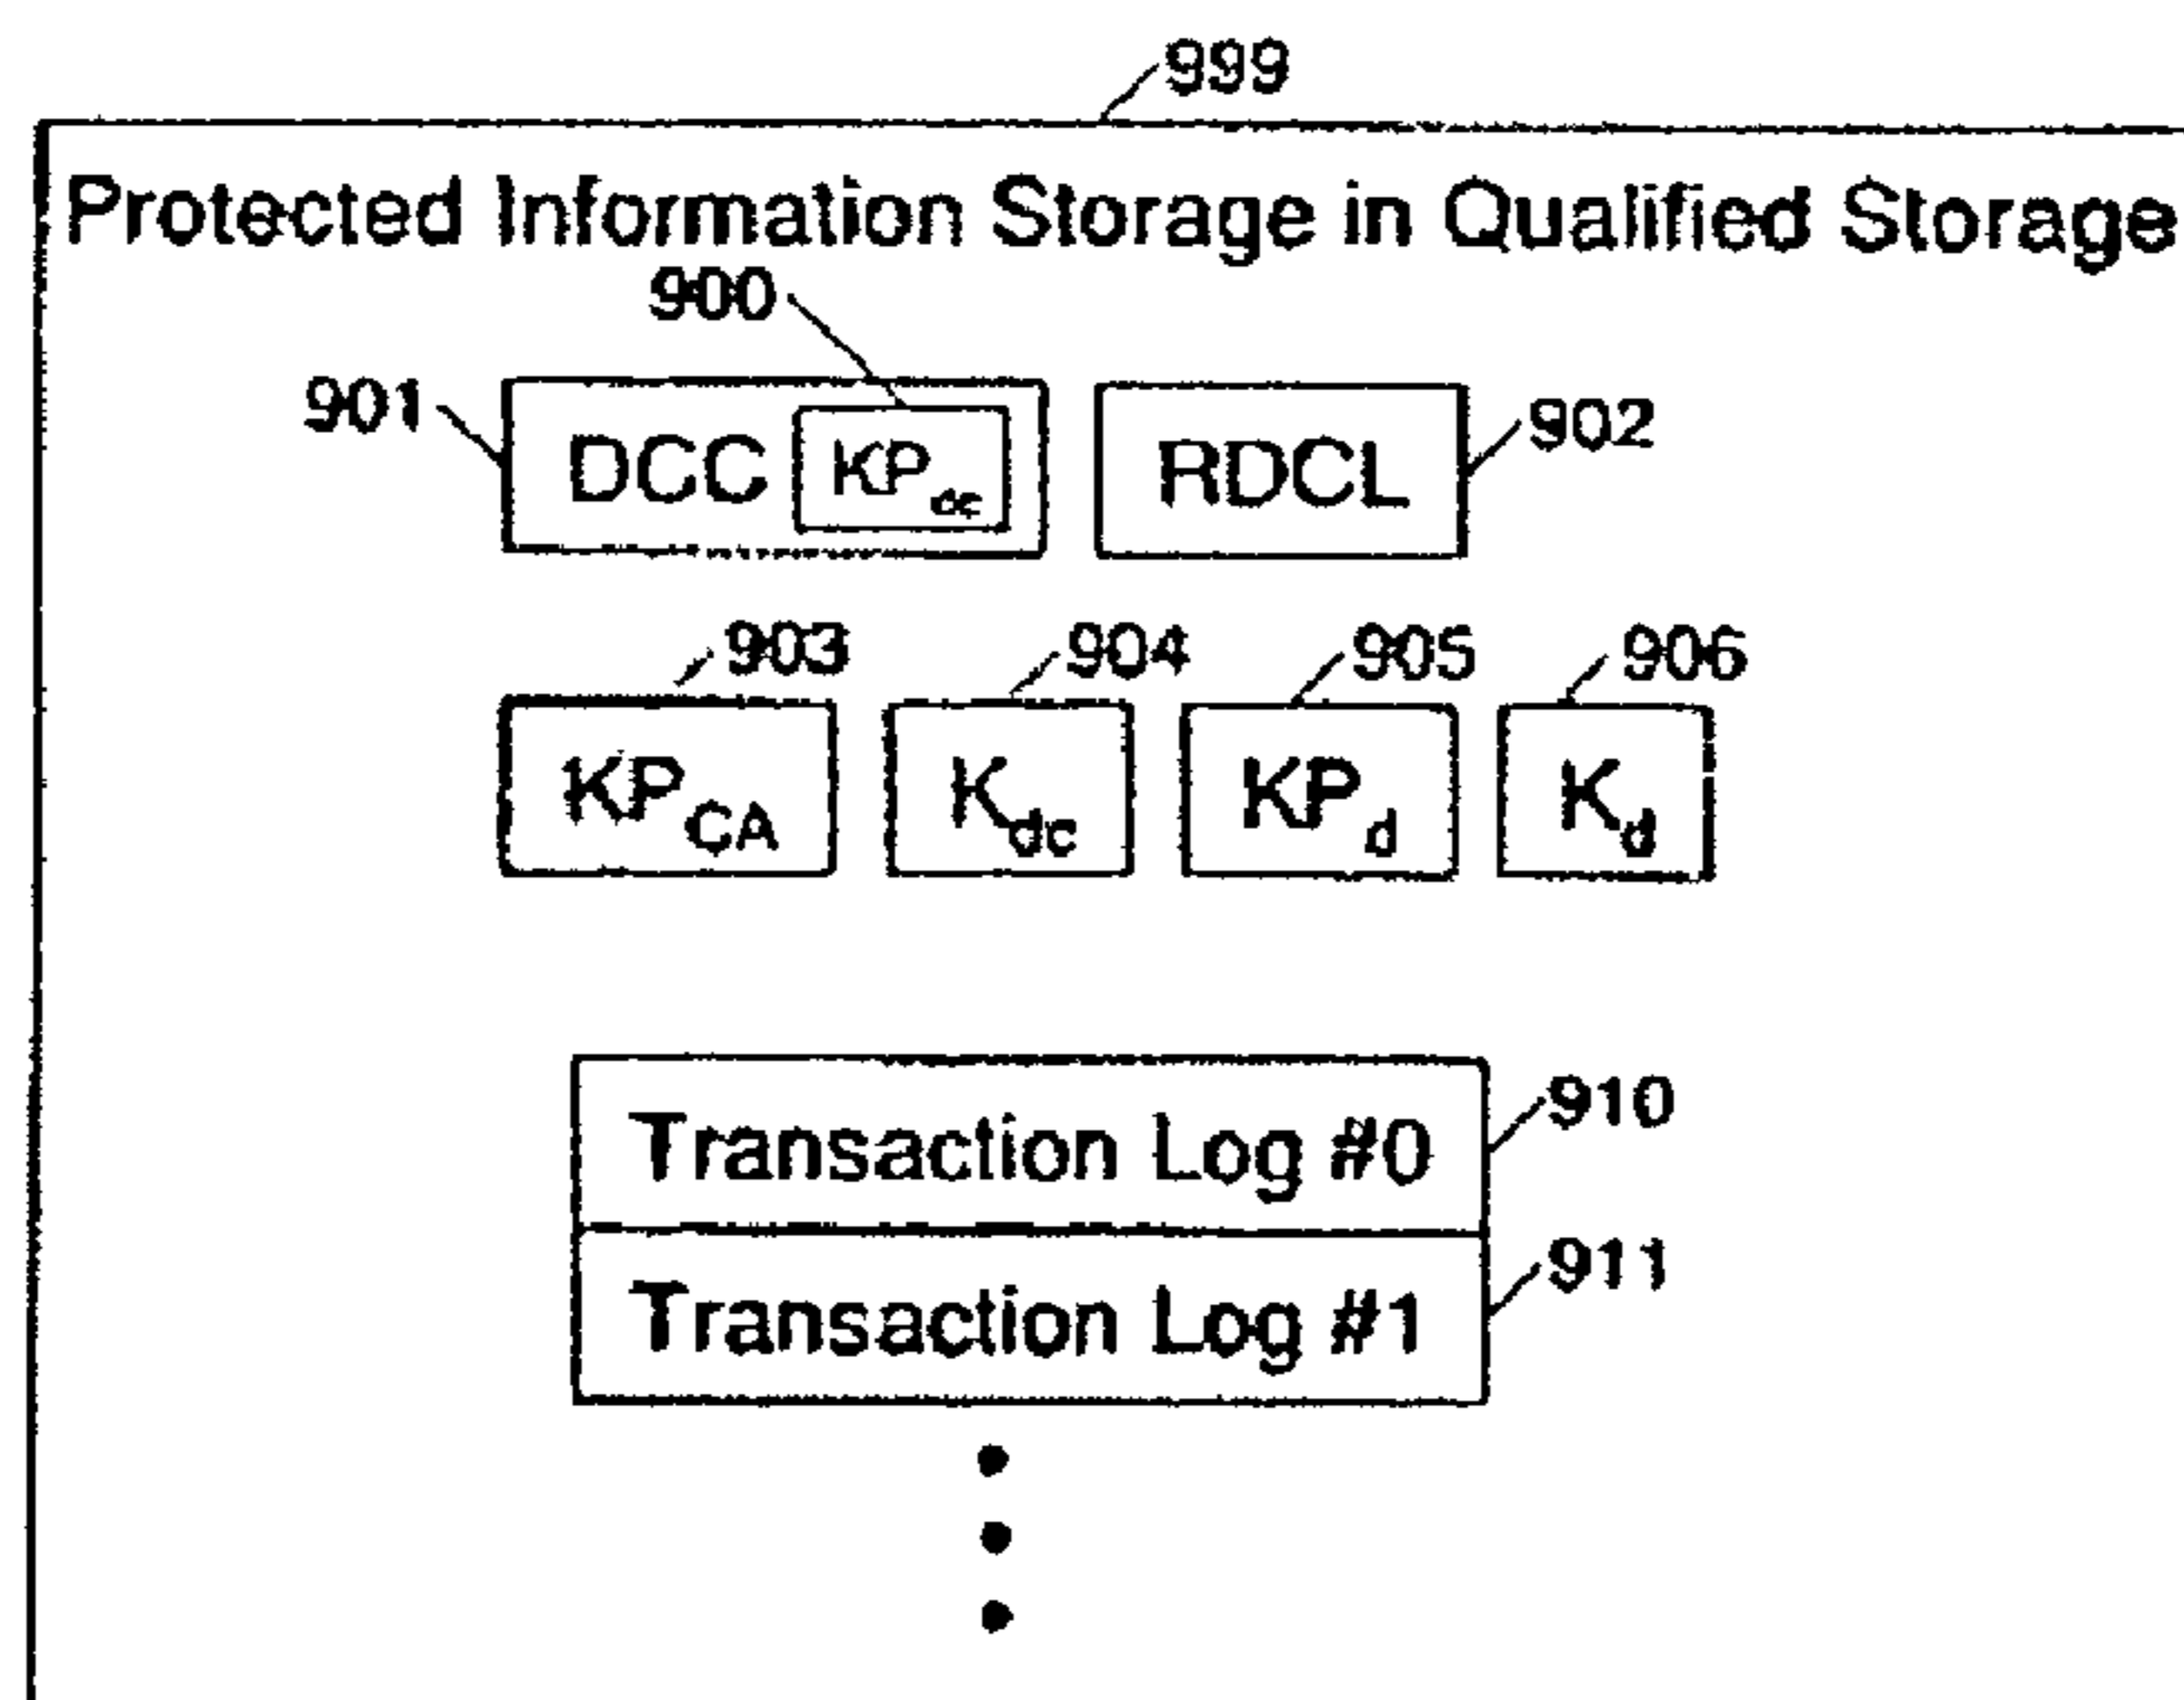 999
Protected Information Storage in Qualified Storage
900
901 DCC KPdc RDCL 902
903 904 905 906
KPCA Kdc KPd Kd
Transaction Log #0 910
Transaction Log #1 911